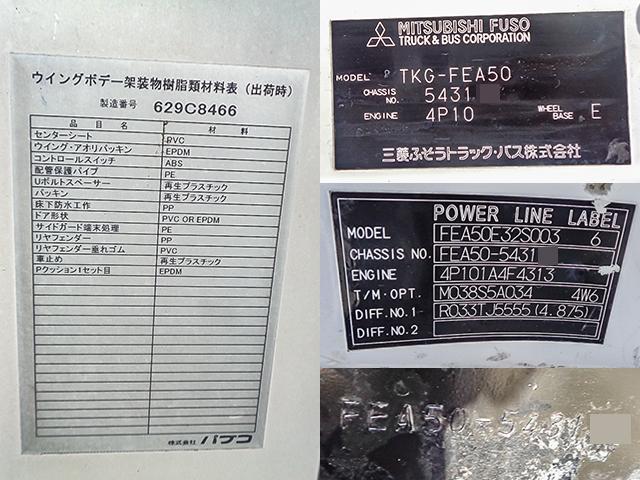 ウイングボデー架装物樹脂類材料表（出荷時）
製造番号 629C8466
品目名 材料
センターシート PVC
ウイング・アオリパッキン EPDM
コントロールスイッチ ABS
配管保護パイプ PE
Uボルトスペーサー 再生プラスチック
パッキン 再生プラスチック
床下防水工作 PP
ドア形状 PVC OR EPDM
サイドガード端末処理 PE
リヤフェンダー PP
リヤフェンダー垂れゴム PVC
車止め 再生プラスチック
Pクッション1セット目 EPDM
株式会社 パブコ
MITSUBISHI FUSO
TRUCK & BUS CORPORATION
MODEL TKG-FEA50
CHASSIS NO. 5431
ENGINE 4P10 WHEEL BASE E
三菱ふそうトラック・バス株式会社
POWER LINE LABEL
MODEL FEA50E32S003 6
CHASSIS NO. FEA50-5431
ENGINE 4P101A4F4313
T/M·OPT. M038S5A034 4W6
DIFF.NO.1 R033TJ5555(4.875)
DIFF.NO.2
FEA50-5431